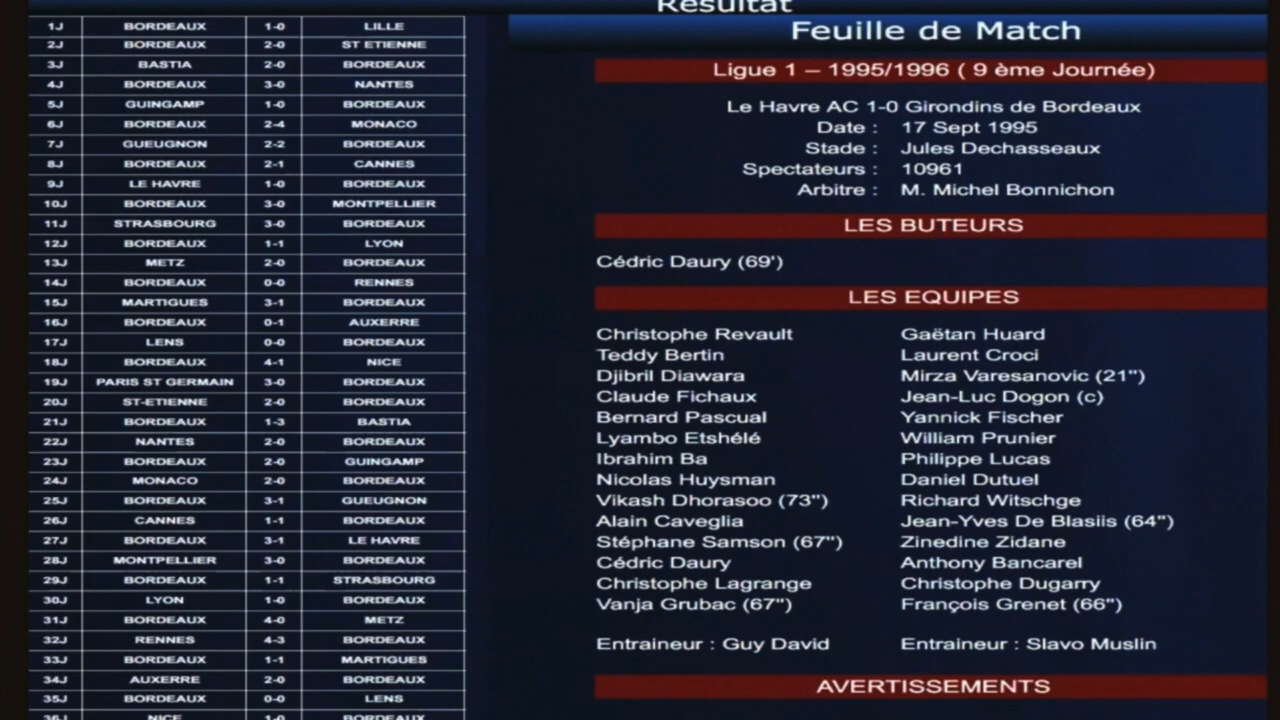 Résultat
1J BORDEAUX 1-0 LILLE
2J BORDEAUX 2-0 ST ETIENNE
3J BASTIA 2-0 BORDEAUX
4J BORDEAUX 3-0 NANTES
5J GUINGAMP 1-0 BORDEAUX
6J BORDEAUX 2-4 MONACO
7J GUEUGNON 2-2 BORDEAUX
8J BORDEAUX 2-1 CANNES
9J LE HAVRE 1-0 BORDEAUX
10J BORDEAUX 3-0 MONTPELLIER
11J STRASBOURG 3-0 BORDEAUX
12J BORDEAUX 1-1 LYON
13J METZ 2-0 BORDEAUX
14J BORDEAUX 0-0 RENNES
15J MARTIGUES 3-1 BORDEAUX
16J BORDEAUX 0-1 AUXERRE
17J LENS 0-0 BORDEAUX
18J BORDEAUX 4-1 NICE
19J PARIS ST GERMAIN 3-0 BORDEAUX
20J ST-ETIENNE 2-0 BORDEAUX
21J BORDEAUX 1-3 BASTIA
22J NANTES 2-0 BORDEAUX
23J BORDEAUX 2-0 GUINGAMP
24J MONACO 2-0 BORDEAUX
25J BORDEAUX 3-1 GUEUGNON
26J CANNES 1-1 BORDEAUX
27J BORDEAUX 3-1 LE HAVRE
28J MONTPELLIER 3-0 BORDEAUX
29J BORDEAUX 1-1 STRASBOURG
30J LYON 1-0 BORDEAUX
31J BORDEAUX 4-0 METZ
32J RENNES 4-3 BORDEAUX
33J BORDEAUX 1-1 MARTIGUES
34J AUXERRE 2-0 BORDEAUX
35J BORDEAUX 0-0 LENS
36J NICE 1-0 BORDEAUX
Feuille de Match
Ligue 1 – 1995/1996 ( 9 ème Journée)
Le Havre AC 1-0 Girondins de Bordeaux
Date : 17 Sept 1995
Stade : Jules Dechasseaux
Spectateurs : 10961
Arbitre : M. Michel Bonnichon
LES BUTEURS
Cédric Daury (69')
LES EQUIPES
Christophe Revault Gaëtan Huard
Teddy Bertin Laurent Croci
Djibril Diawara Mirza Varesanovic (21")
Claude Fichaux Jean-Luc Dogon (c)
Bernard Pascual Yannick Fischer
Lyambo Etshélé William Prunier
Ibrahim Ba Philippe Lucas
Nicolas Huysman Daniel Dutuel
Vikash Dhorasoo (73") Richard Witschge
Alain Caveglia Jean-Yves De Blasiis (64")
Stéphane Samson (67") Zinedine Zidane
Cédric Daury Anthony Bancarel
Christophe Lagrange Christophe Dugarry
Vanja Grubac (67") François Grenet (66")
Entraineur : Guy David Entraineur : Slavo Muslin
AVERTISSEMENTS